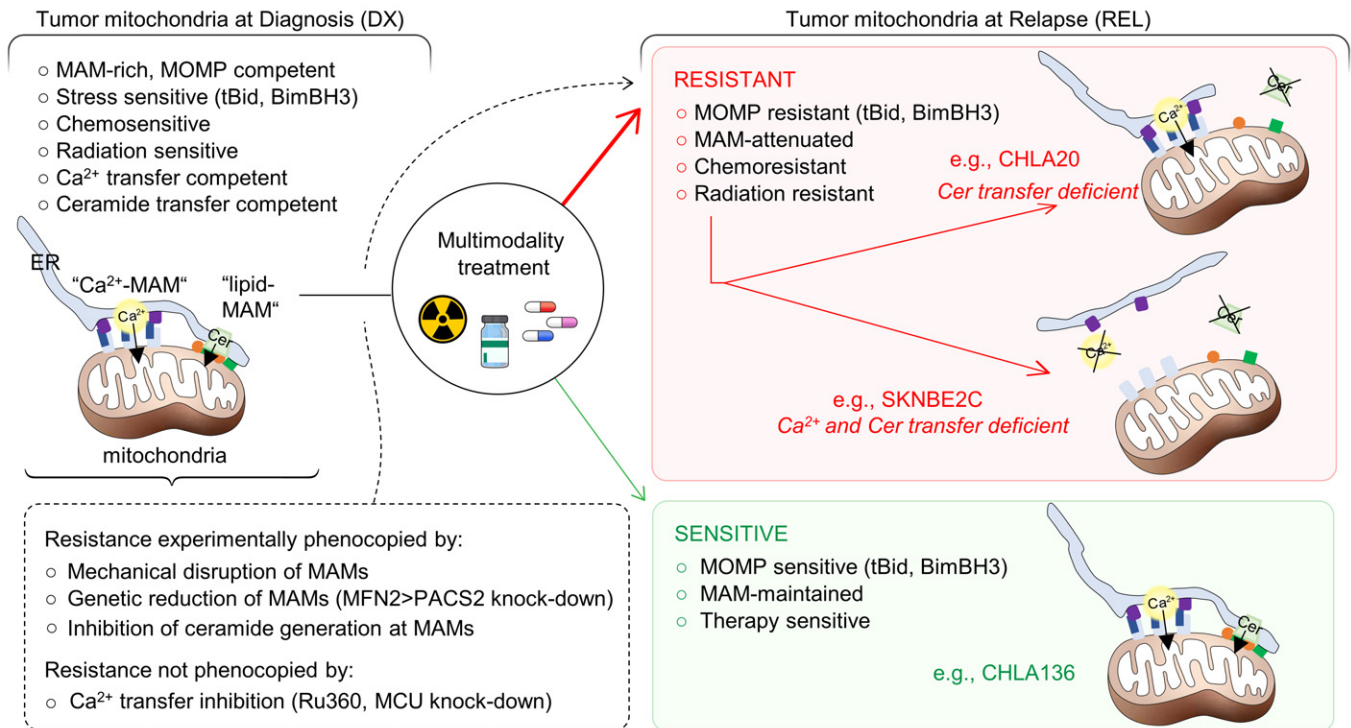 Tumor mitochondria at Diagnosis (DX)
○ MAM-rich, MOMP competent
○ Stress sensitive (tBid, BimBH3)
○ Chemosensitive
○ Radiation sensitive
○ Ca²⁺ transfer competent
○ Ceramide transfer competent
ER
“Ca²⁺-MAM“
“lipid-
MAM“
Ca²⁺
Cer
mitochondria
Multimodality
treatment
Resistance experimentally phenocopied by:
○ Mechanical disruption of MAMs
○ Genetic reduction of MAMs (MFN2>PACS2 knock-down)
○ Inhibition of ceramide generation at MAMs
Resistance not phenocopied by:
○ Ca²⁺ transfer inhibition (Ru360, MCU knock-down)
Tumor mitochondria at Relapse (REL)
RESISTANT
○ MOMP resistant (tBid, BimBH3)
○ MAM-attenuated
○ Chemoresistant
○ Radiation resistant
e.g., CHLA20
Cer transfer deficient
Ca²⁺
Cer
e.g., SKNBE2C
Ca²⁺ and Cer transfer deficient
Ca²⁺
Cer
SENSITIVE
○ MOMP sensitive (tBid, BimBH3)
○ MAM-maintained
○ Therapy sensitive
e.g., CHLA136
Ca²⁺
Cer